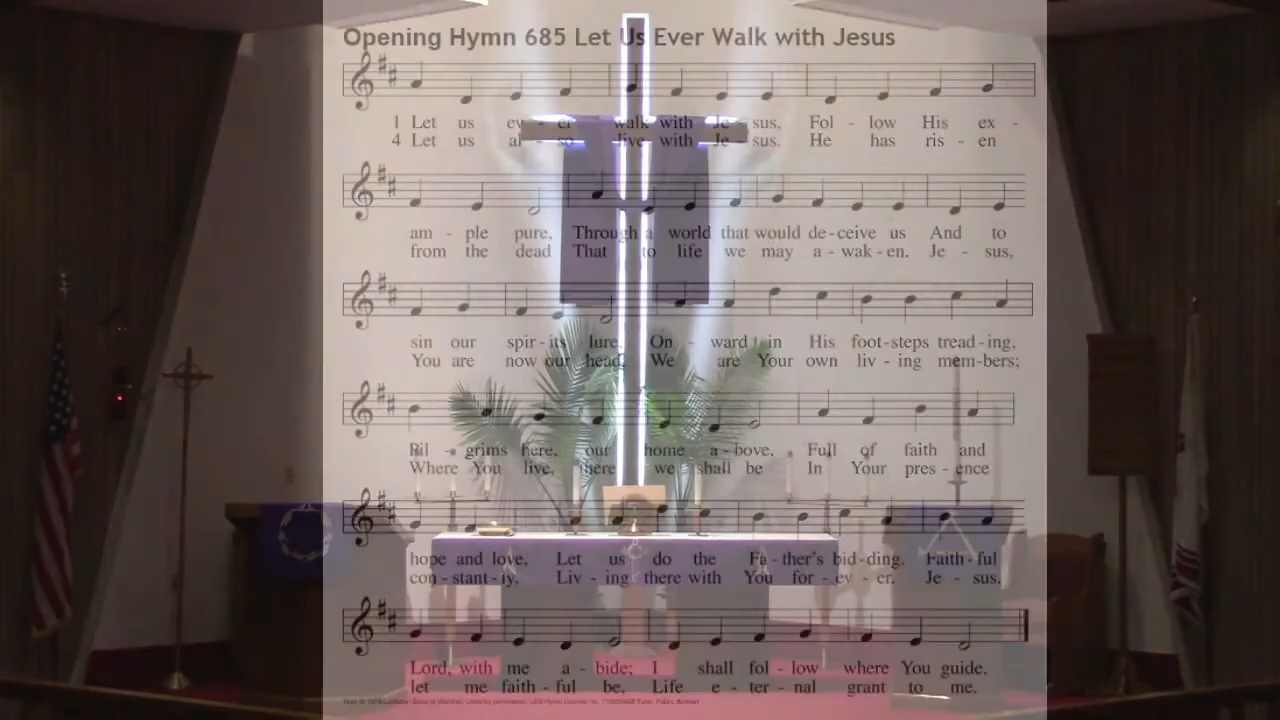 Opening Hymn 685 Let Us Ever Walk with Jesus
1 Let us ev - er walk with Je - sus, Fol - low His ex -
4 Let us al - so live with Je - sus. He has ris - en
am - ple pure, Through a world that would de - ceive us And to
from the dead That to life we may a - wak - en. Je - sus,
sin our spir - its lure. On - ward in His foot - steps tread - ing,
You are now our head. We are Your own liv - ing mem - bers;
Pil - grims here, our home a - bove, Full of faith and
Where You live, there we shall be In Your pres - ence
hope and love, Let us do the Fa - ther's bid - ding. Faith - ful
con - stant - ly, Liv - ing there with You for - ev - er. Je - sus,
Lord, with me a - bide; I shall fol - low where You guide.
let me faith - ful be, Life e - ter - nal grant to me.